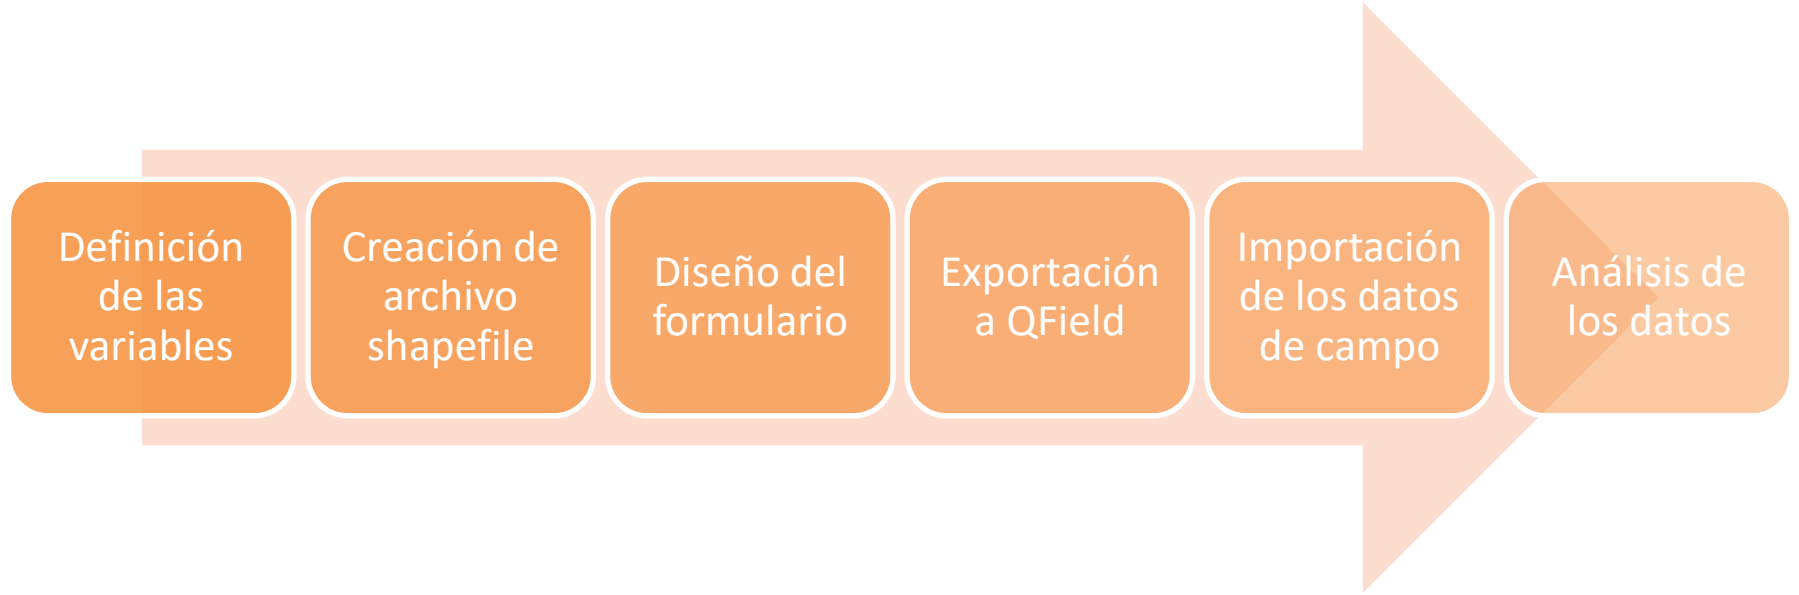 Definición
de las
variables
Creación de
archivo
shapefile
Diseño del
formulario
Exportación
a QField
Importación
de los datos
de campo
Análisis de
los datos